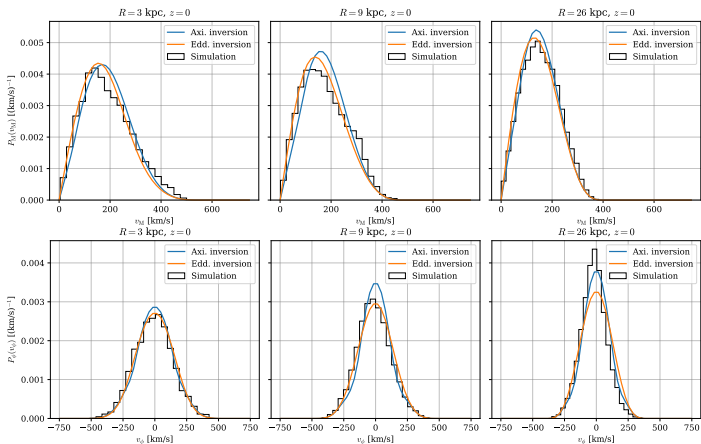 R = 3 kpc, z = 0
R = 9 kpc, z = 0
R = 26 kpc, z = 0
0.005
0.004
0.003
0.002
0.001
0.000
P_M(v_M) [(km/s)⁻¹]
Axi. inversion
Edd. inversion
Simulation
Axi. inversion
Edd. inversion
Simulation
Axi. inversion
Edd. inversion
Simulation
0 200 400 600
0 200 400 600
0 200 400 600
v_M [km/s]
v_M [km/s]
v_M [km/s]
R = 3 kpc, z = 0
R = 9 kpc, z = 0
R = 26 kpc, z = 0
0.004
0.003
0.002
0.001
0.000
P_ϕ(v_ϕ) [(km/s)⁻¹]
Axi. inversion
Edd. inversion
Simulation
Axi. inversion
Edd. inversion
Simulation
Axi. inversion
Edd. inversion
Simulation
−750 −500 −250 0 250 500 750
−750 −500 −250 0 250 500 750
−750 −500 −250 0 250 500 750
v_ϕ [km/s]
v_ϕ [km/s]
v_ϕ [km/s]